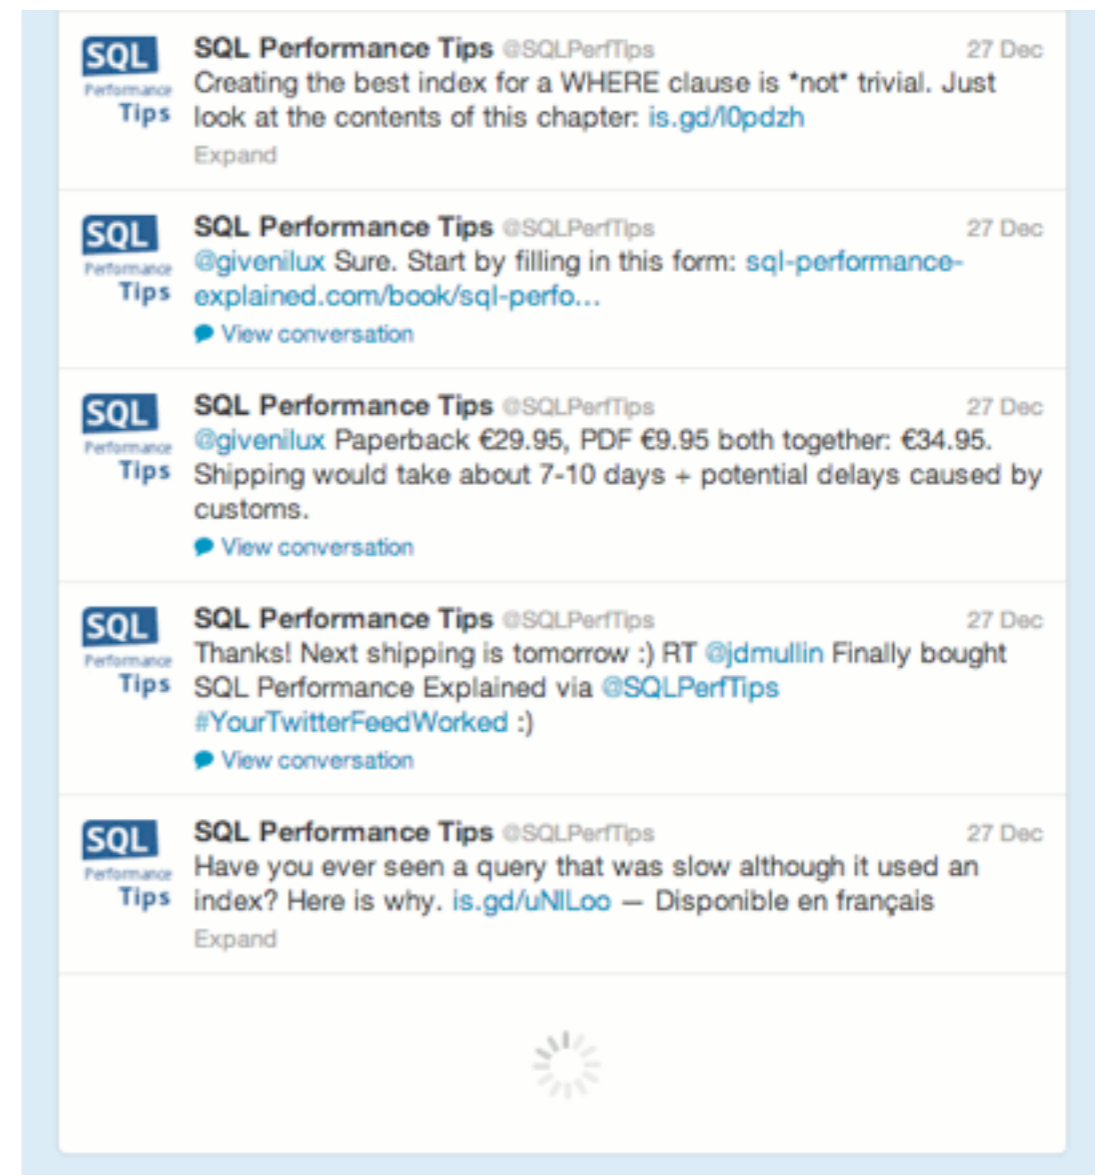 SQL Performance Tips @SQLPerfTips 27 Dec
SQL
Performance
Tips
Creating the best index for a WHERE clause is *not* trivial. Just
look at the contents of this chapter: is.gd/l0pdzh
Expand
SQL Performance Tips @SQLPerfTips 27 Dec
SQL
Performance
Tips
@givenilux Sure. Start by filling in this form: sql-performance-
explained.com/book/sql-perfo...
View conversation
SQL Performance Tips @SQLPerfTips 27 Dec
SQL
Performance
Tips
@givenilux Paperback €29.95, PDF €9.95 both together: €34.95.
Shipping would take about 7-10 days + potential delays caused by
customs.
View conversation
SQL Performance Tips @SQLPerfTips 27 Dec
SQL
Performance
Tips
Thanks! Next shipping is tomorrow :) RT @jdmullin Finally bought
SQL Performance Explained via @SQLPerfTips
#YourTwitterFeedWorked :)
View conversation
SQL Performance Tips @SQLPerfTips 27 Dec
SQL
Performance
Tips
Have you ever seen a query that was slow although it used an
index? Here is why. is.gd/uNlLoo — Disponible en français
Expand